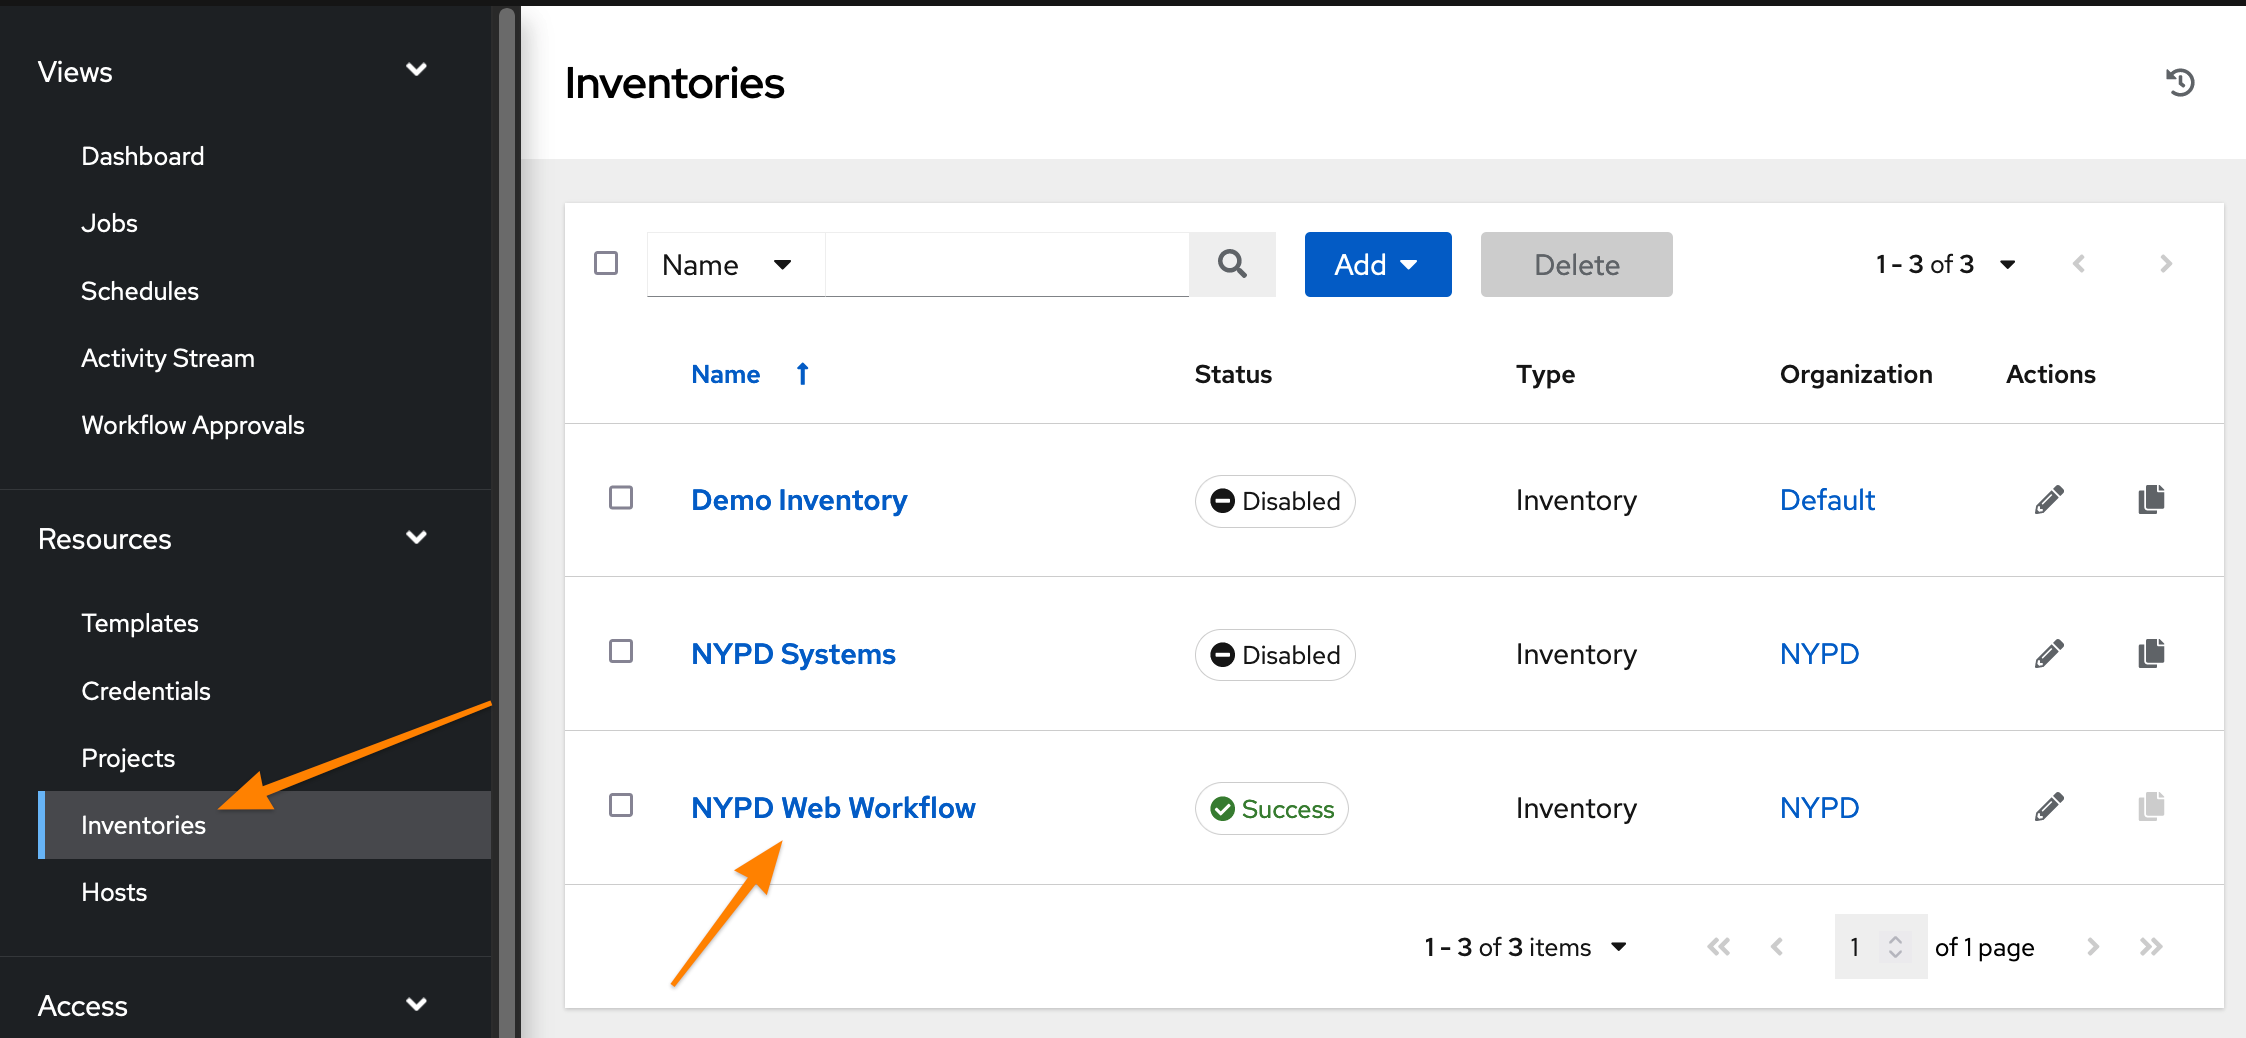 Views
Dashboard
Jobs
Schedules
Activity Stream
Workflow Approvals
Resources
Templates
Credentials
Projects
Inventories
Hosts
Access
Inventories
Name Add Delete 1 - 3 of 3
Name Status Type Organization Actions
Demo Inventory Disabled Inventory Default
NYPD Systems Disabled Inventory NYPD
NYPD Web Workflow Success Inventory NYPD
1 - 3 of 3 items 1 of 1 page